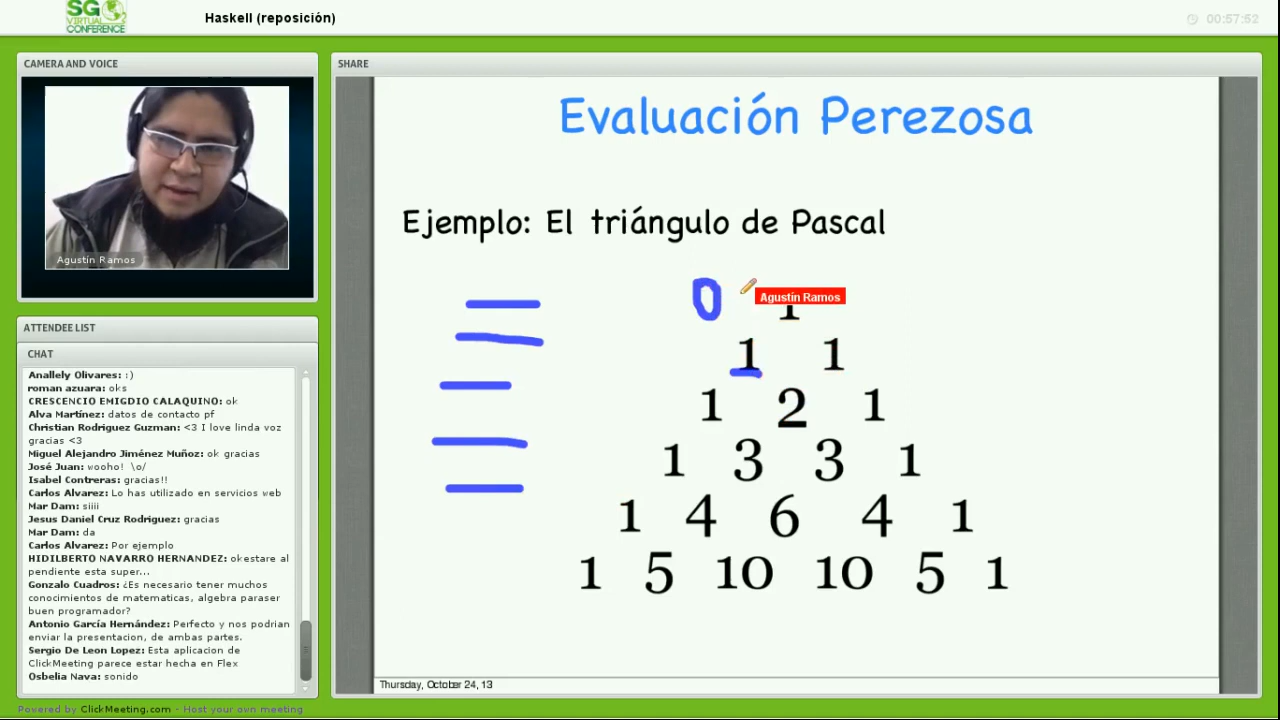 SG
VIRTUAL
CONFERENCE
Haskell (reposición)
00:57:52
CAMERA AND VOICE
Agustín Ramos
ATTENDEE LIST
CHAT
Anallely Olivares: :)
roman azuara: oks
CRESCENCIO EMIGDIO CALAQUINO: ok
Alva Martínez: datos de contacto pf
Christian Rodriguez Guzman: <3 I love linda voz
gracias <3
Miguel Alejandro Jiménez Muñoz: ok gracias
José Juan: wooho! \o/
Isabel Contreras: gracias!!
Carlos Alvarez: Lo has utilizado en servicios web
Mar Dam: siiii
Jesus Daniel Cruz Rodriguez: gracias
Mar Dam: da
Carlos Alvarez: Por ejemplo
HIDILBERTO NAVARRO HERNANDEZ: okestare al
pendiente esta super...
Gonzalo Cuadros: ¿Es necesario tener muchos
conocimientos de matematicas, algebra paraser
buen programador?
Antonio García Hernández: Perfecto y nos podrian
enviar la presentacion, de ambas partes.
Sergio De Leon Lopez: Esta aplicacion de
ClickMeeting parece estar hecha en Flex
Osbelia Nava: sonido
SHARE
Evaluación Perezosa
Ejemplo: El triángulo de Pascal
0 1
Agustín Ramos
1 1
1 2 1
1 3 3 1
1 4 6 4 1
1 5 10 10 5 1
Thursday, October 24, 13
Powered by ClickMeeting.com - Host your own meeting